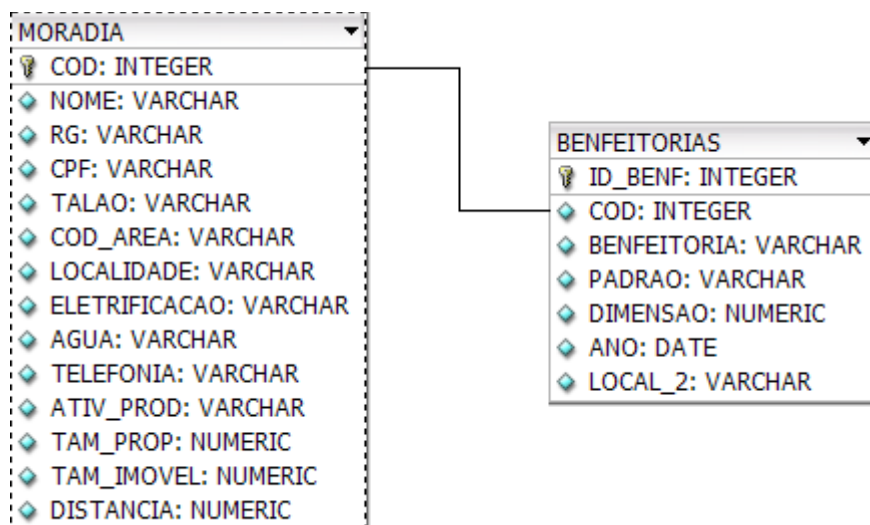 MORADIA
COD: INTEGER
NOME: VARCHAR
RG: VARCHAR
CPF: VARCHAR
TALAO: VARCHAR
COD_AREA: VARCHAR
LOCALIDADE: VARCHAR
ELETRIFICACAO: VARCHAR
AGUA: VARCHAR
TELEFONIA: VARCHAR
ATIV_PROD: VARCHAR
TAM_PROP: NUMERIC
TAM_IMOVEL: NUMERIC
DISTANCIA: NUMERIC
BENFEITORIAS
ID_BENF: INTEGER
COD: INTEGER
BENFEITORIA: VARCHAR
PADRAO: VARCHAR
DIMENSAO: NUMERIC
ANO: DATE
LOCAL_2: VARCHAR